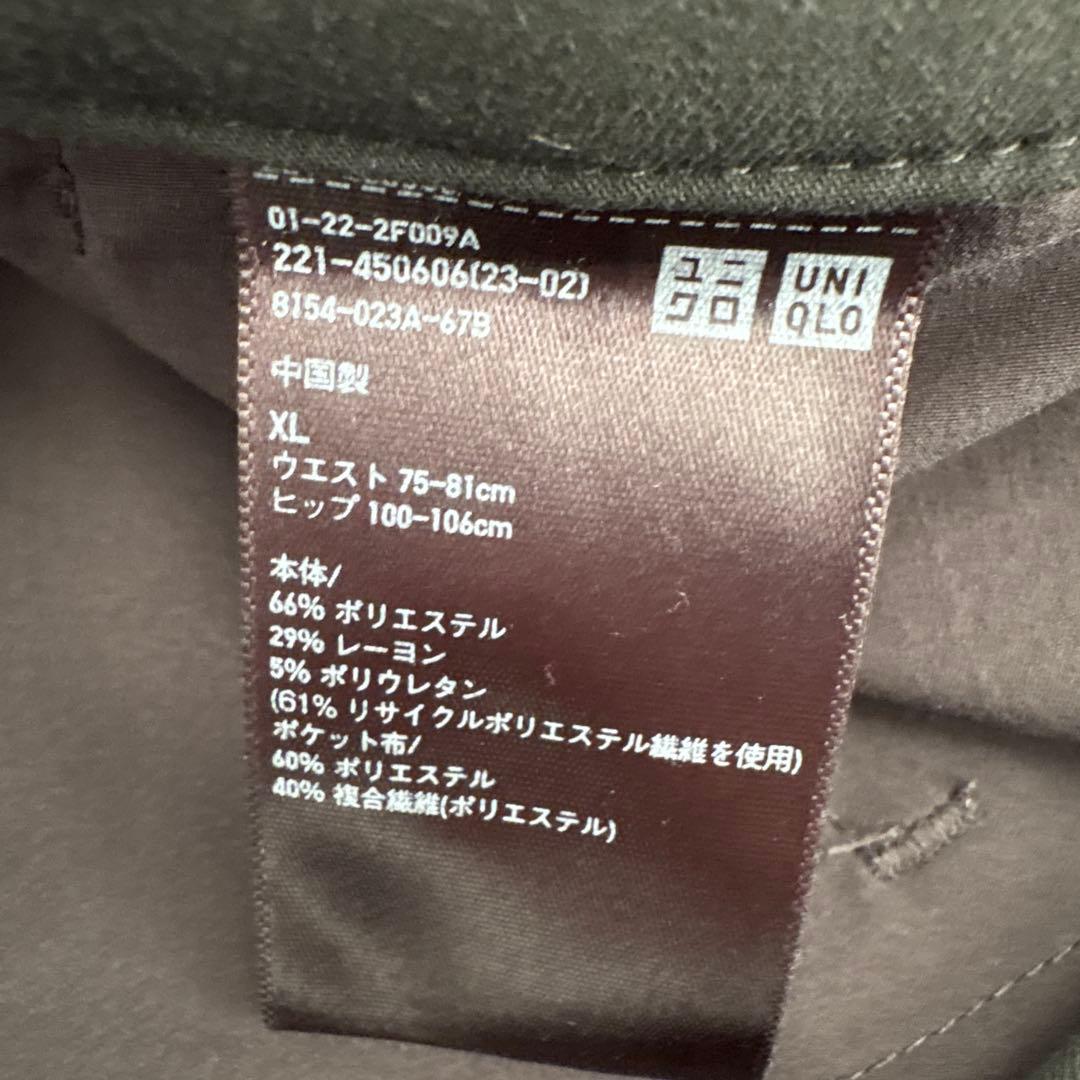 01-22-2F009A
221-450606(23-02)
8154-023A-67B
ユニ
クロ
UNI
QLO
中国製
XL
ウエスト 75-81cm
ヒップ 100-106cm
本体/
66% ポリエステル
29% レーヨン
5% ポリウレタン
(61% リサイクルポリエステル繊維を使用)
ポケット布/
60% ポリエステル
40% 複合繊維(ポリエステル)